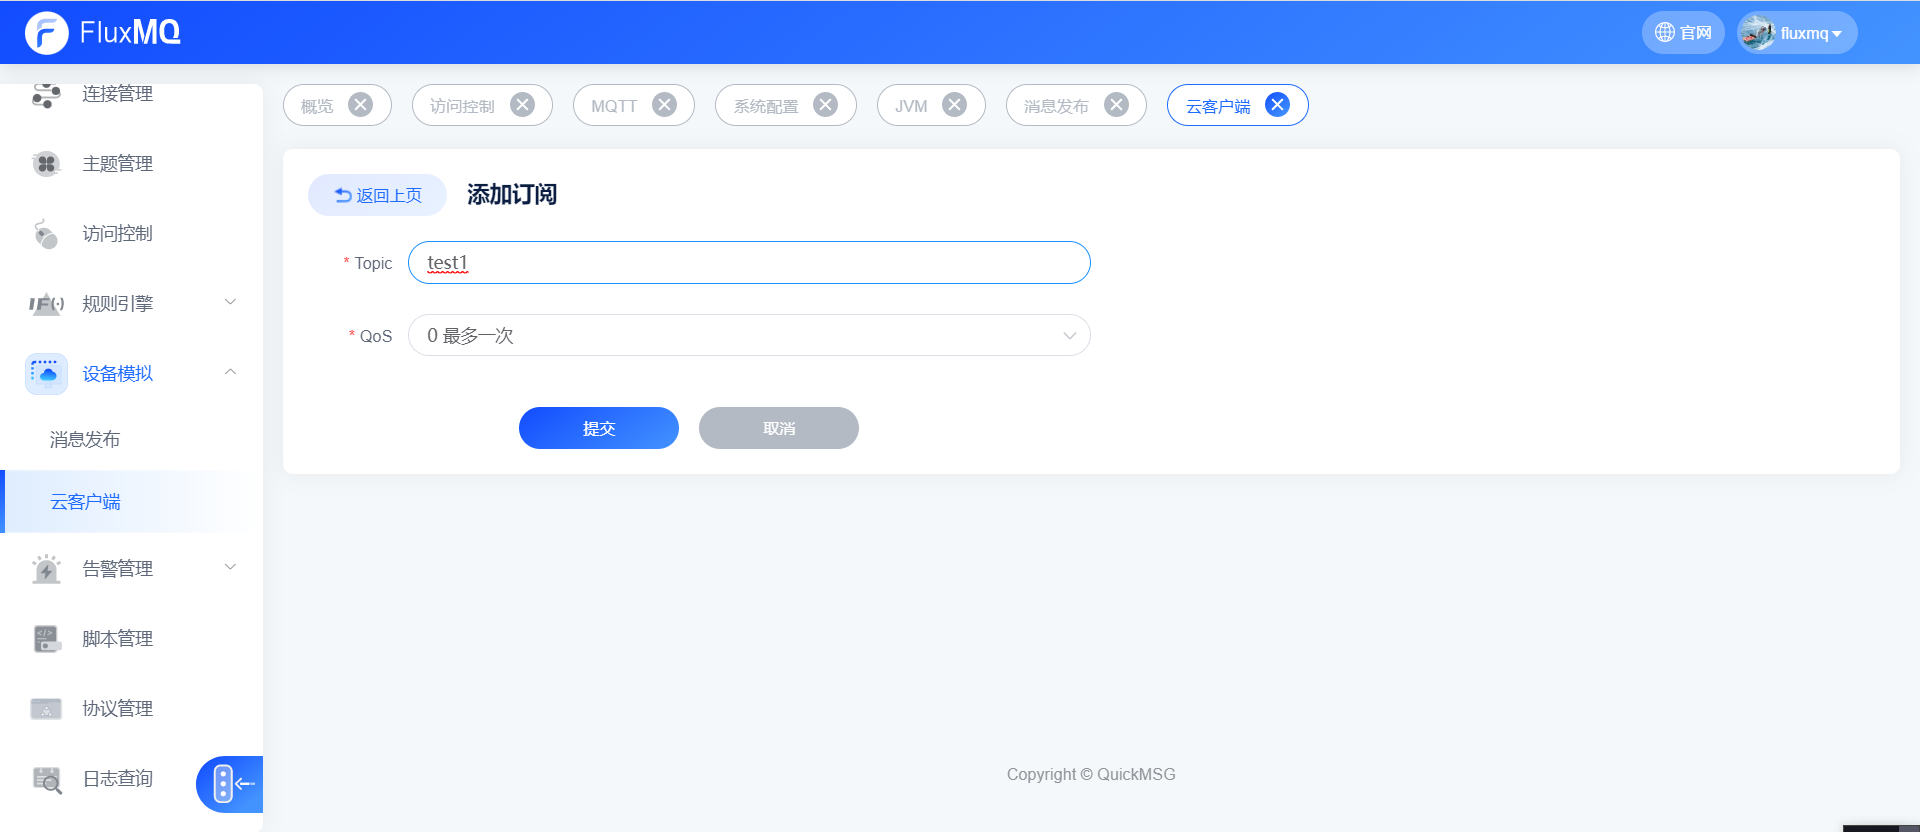 FluxMQ
官网
fluxmq
连接管理
主题管理
访问控制
规则引擎
设备模拟
消息发布
云客户端
告警管理
脚本管理
协议管理
日志查询
概览
访问控制
MQTT
系统配置
JVM
消息发布
云客户端
返回上页
添加订阅
* Topic
test1
* QoS
0 最多一次
提交
取消
Copyright © QuickMSG